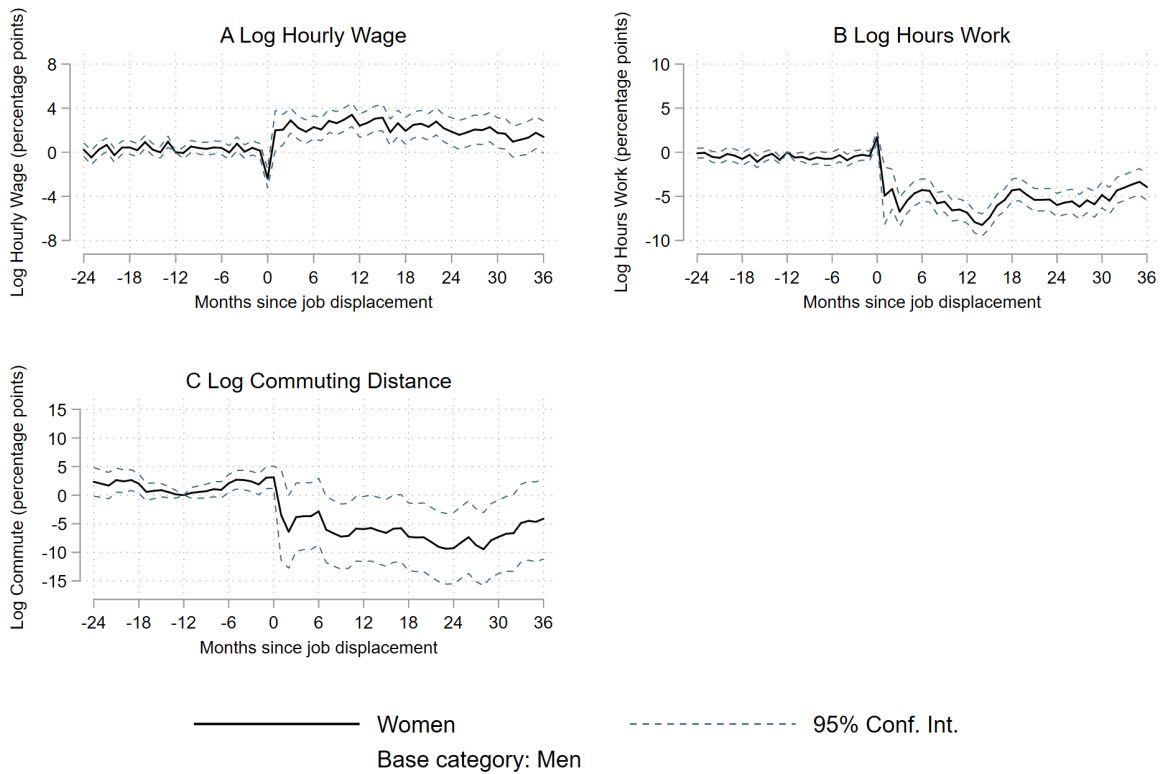 A Log Hourly Wage
Log Hourly Wage (percentage points)
8
4
0
-4
-8
-24 -18 -12 -6 0 6 12 18 24 30 36
Months since job displacement
B Log Hours Work
Log Hours Work (percentage points)
10
5
0
-5
-10
-24 -18 -12 -6 0 6 12 18 24 30 36
Months since job displacement
C Log Commuting Distance
Log Commute (percentage points)
15
10
5
0
-5
-10
-15
-24 -18 -12 -6 0 6 12 18 24 30 36
Months since job displacement
Women
95% Conf. Int.
Base category: Men